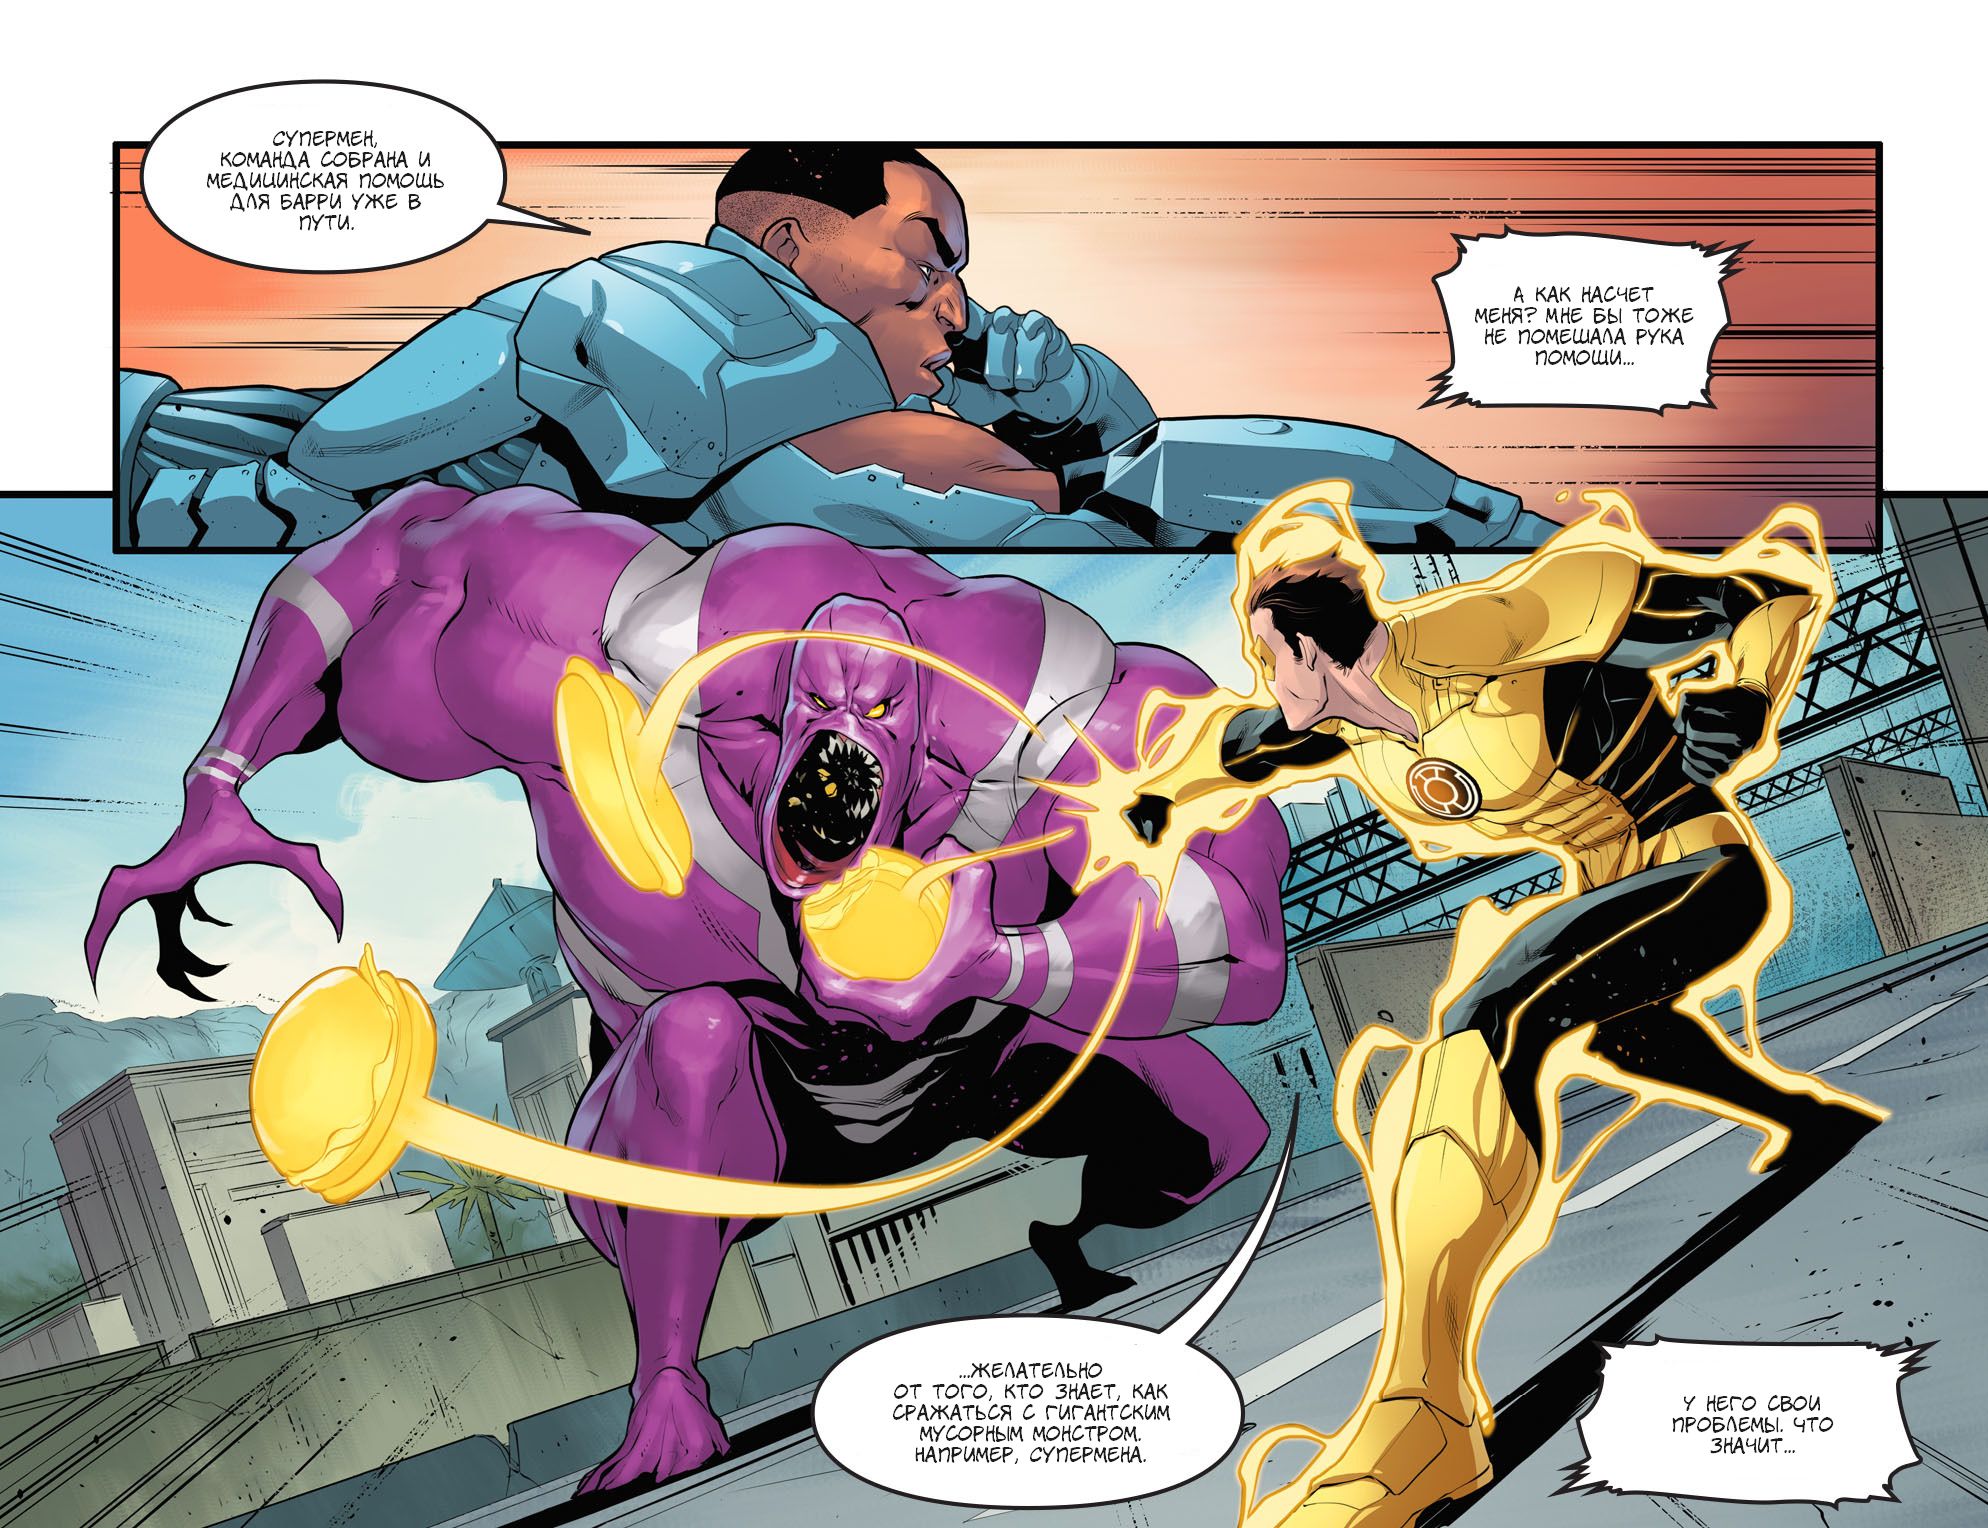 СУПЕРМЕН,
КОМАНДА СОБРАНА И
МЕДИЦИНСКАЯ ПОМОЩЬ
ДЛЯ БАРРИ УЖЕ В
ПУТИ.
А КАК НАСЧЕТ
МЕНЯ? МНЕ БЫ ТОЖЕ
НЕ ПОМЕШАЛА РУКА
ПОМОЩИ...
...ЖЕЛАТЕЛЬНО
ОТ ТОГО, КТО ЗНАЕТ, КАК
СРАЖАТЬСЯ С ГИГАНТСКИМ
МУСОРНЫМ МОНСТРОМ.
НАПРИМЕР, СУПЕРМЕНА.
У НЕГО СВОИ
ПРОБЛЕМЫ. ЧТО
ЗНАЧИТ...